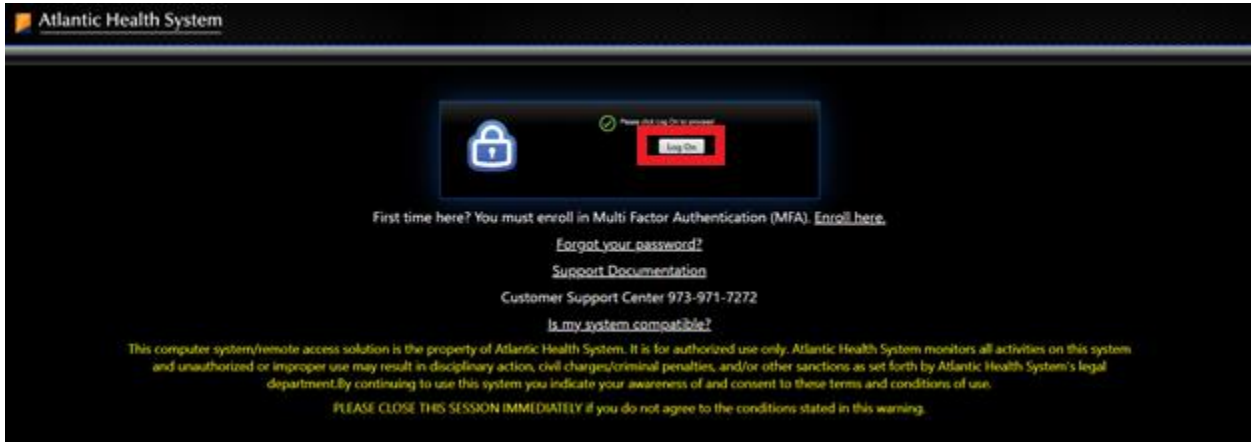 Atlantic Health System
Please click Log On to proceed
Log On
First time here? You must enroll in Multi Factor Authentication (MFA). Enroll here.
Forgot your password?
Support Documentation
Customer Support Center 973-971-7272
Is my system compatible?
This computer system/remote access solution is the property of Atlantic Health System. It is for authorized use only. Atlantic Health System monitors all activities on this system
and unauthorized or improper use may result in disciplinary action, civil charges/criminal penalties, and/or other sanctions as set forth by Atlantic Health System's legal
department.By continuing to use this system you indicate your awareness of and consent to these terms and conditions of use.
PLEASE CLOSE THIS SESSION IMMEDIATELY if you do not agree to the conditions stated in this warning.